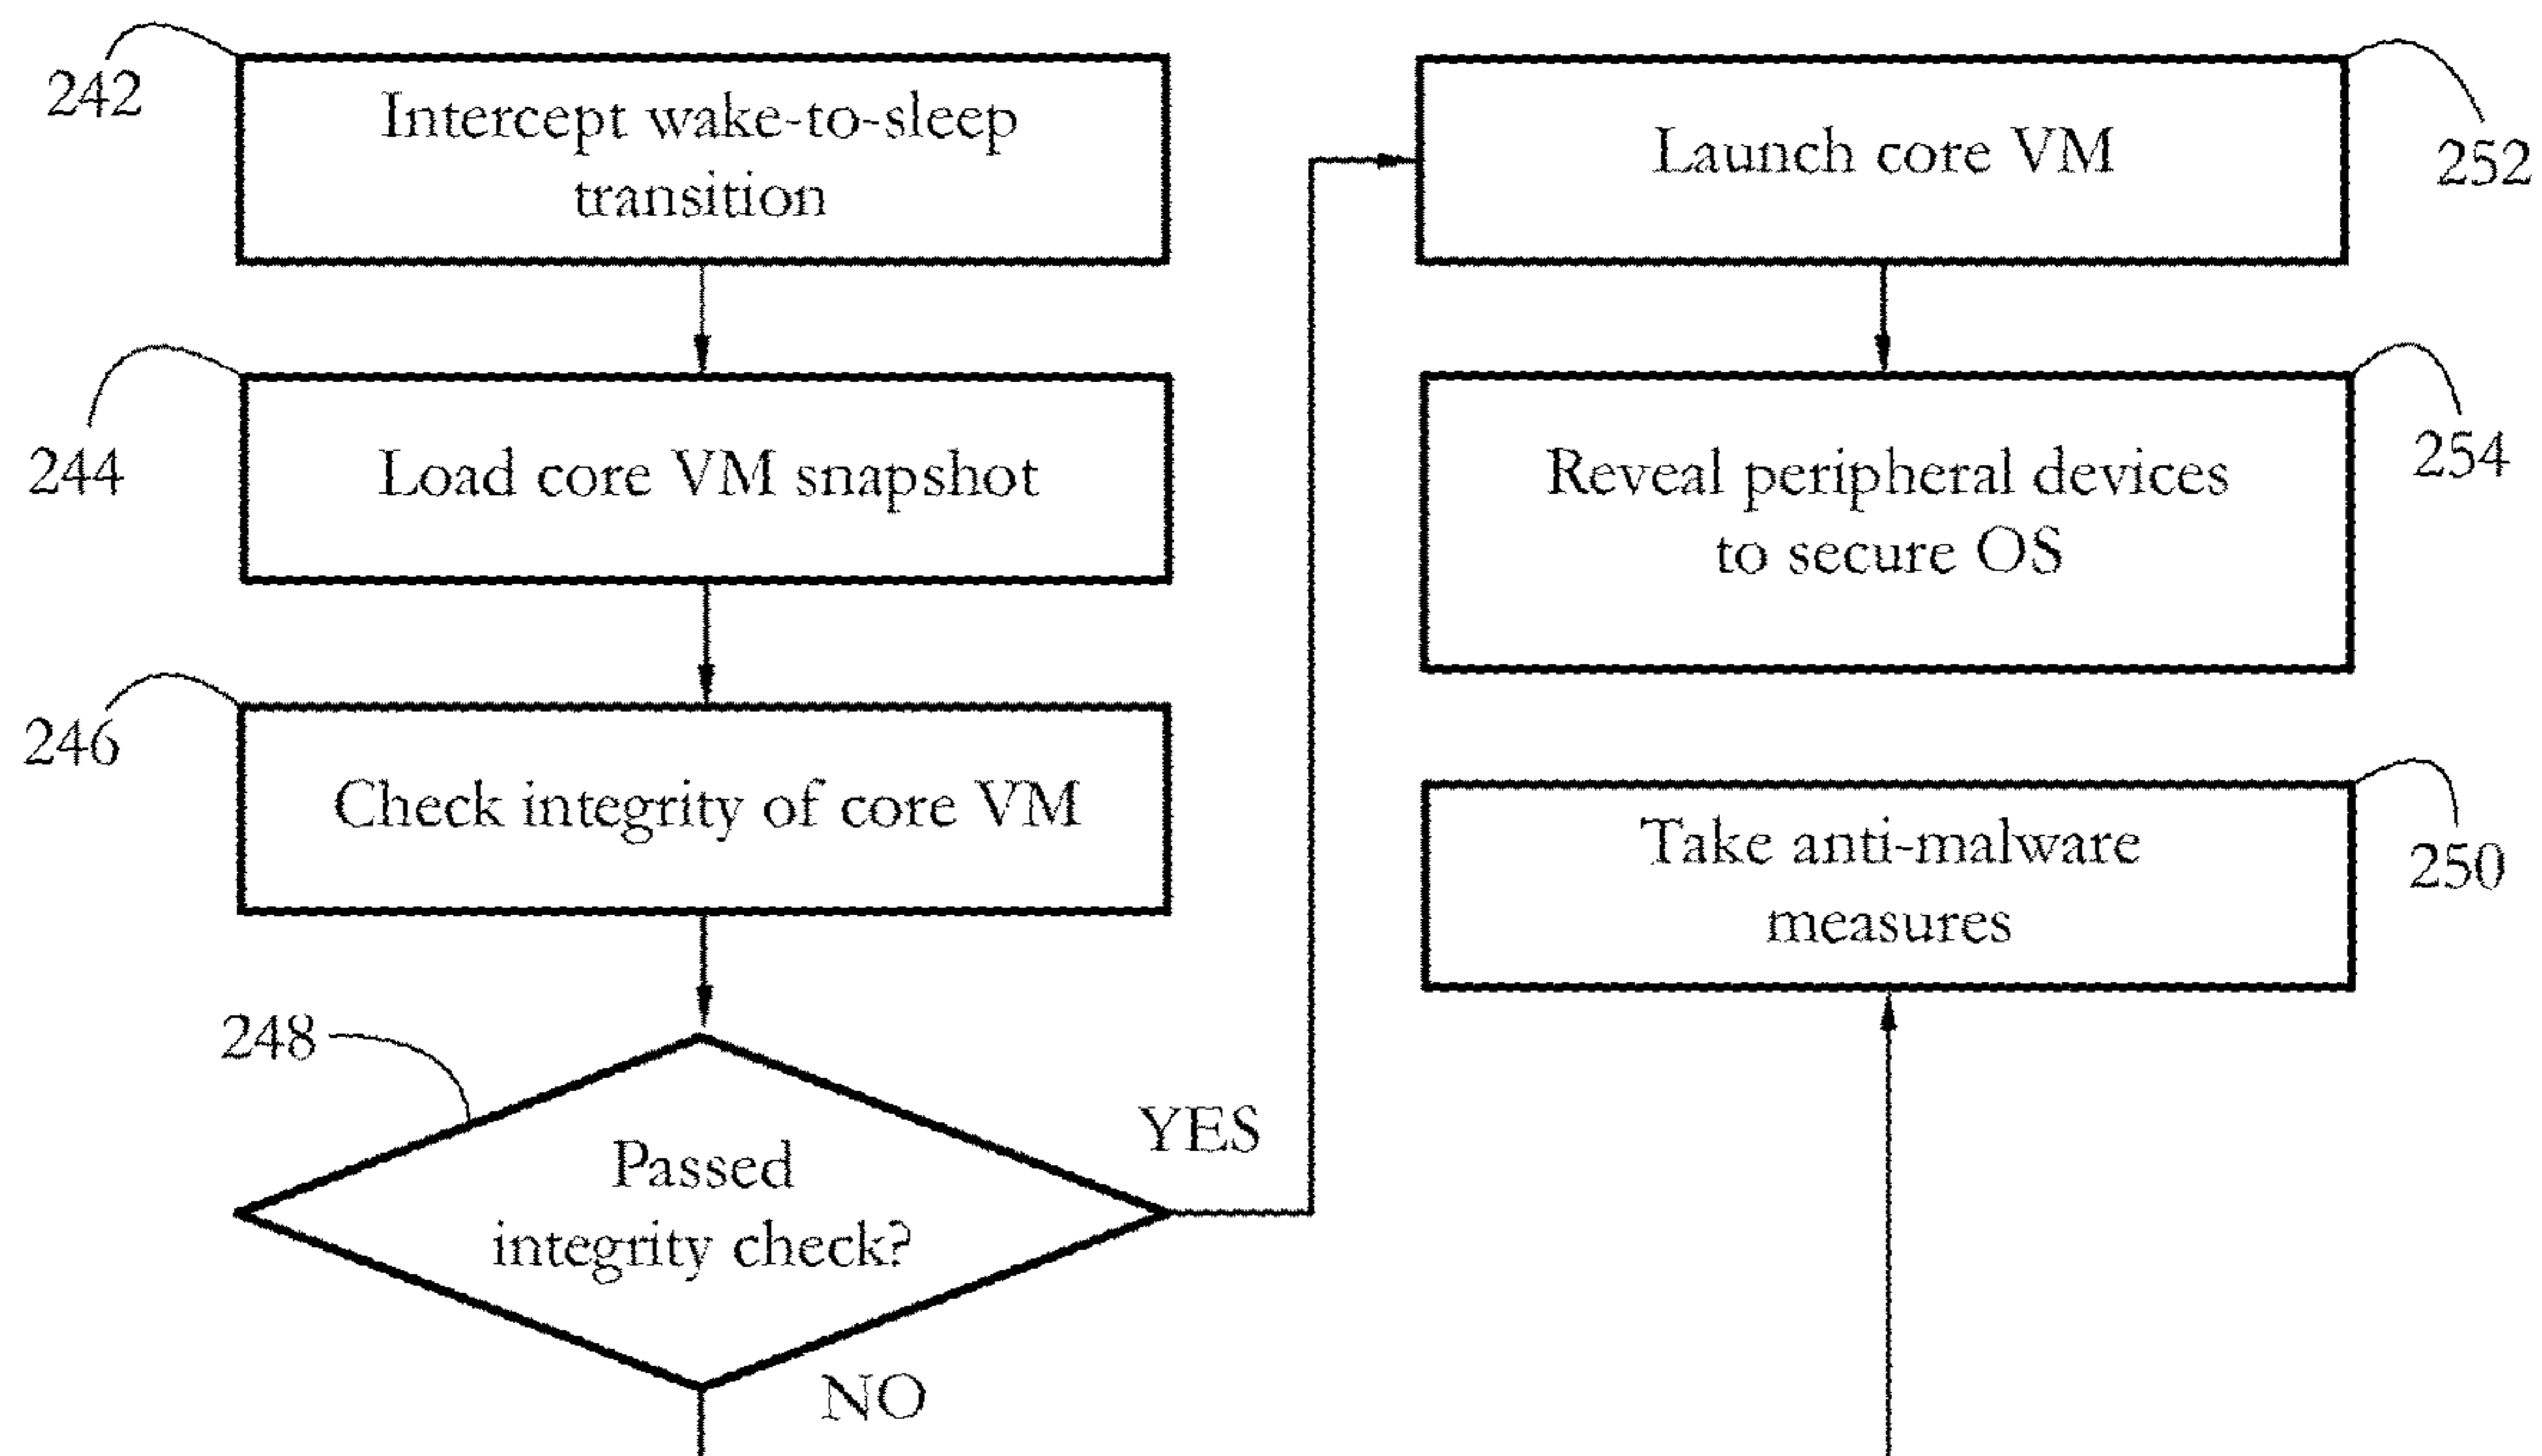 242
Intercept wake-to-sleep
transition
244
Load core VM snapshot
246
Check integrity of core VM
248
Passed
integrity check?
YES
NO
Launch core VM
252
Reveal peripheral devices
to secure OS
254
Take anti-malware
measures
250